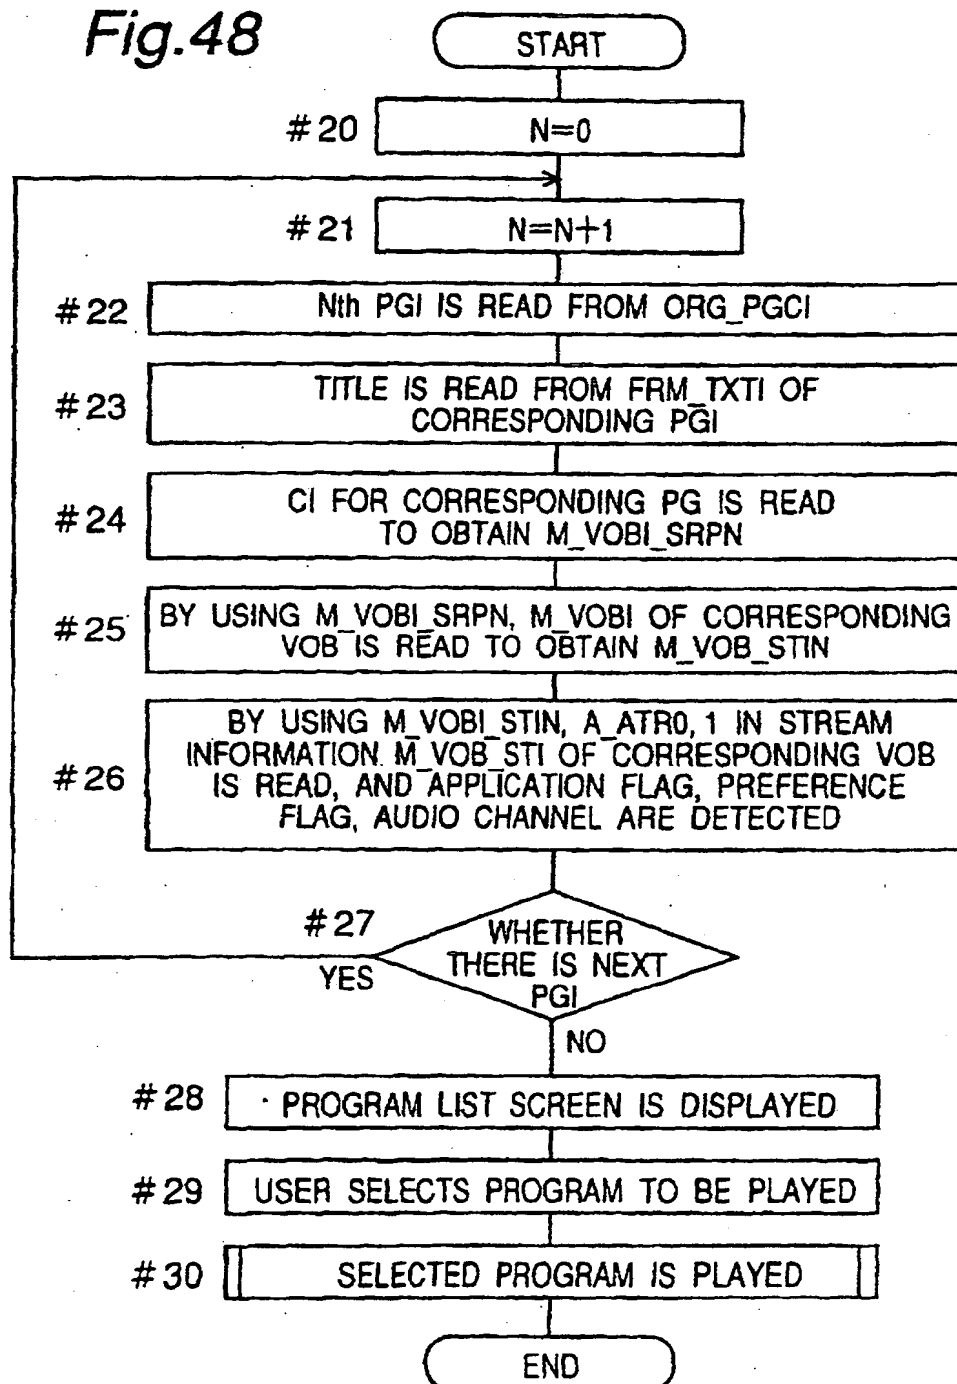 Fig.48
START
#20
N=0
#21
N=N+1
#22
Nth PGI IS READ FROM ORG_PGCI
#23
TITLE IS READ FROM FRM_TXTI OF
CORRESPONDING PGI
#24
CI FOR CORRESPONDING PG IS READ
TO OBTAIN M_VOBI_SRPN
#25
BY USING M_VOBI_SRPN, M_VOBI OF CORRESPONDING
VOB IS READ TO OBTAIN M_VOB_STIN
#26
BY USING M_VOBI_STIN, A_ATR0, 1 IN STREAM
INFORMATION M_VOB_STI OF CORRESPONDING VOB
IS READ, AND APPLICATION FLAG, PREFERENCE
FLAG, AUDIO CHANNEL ARE DETECTED
#27
WHETHER
THERE IS NEXT
PGI
YES
NO
#28
PROGRAM LIST SCREEN IS DISPLAYED
#29
USER SELECTS PROGRAM TO BE PLAYED
#30
SELECTED PROGRAM IS PLAYED
END